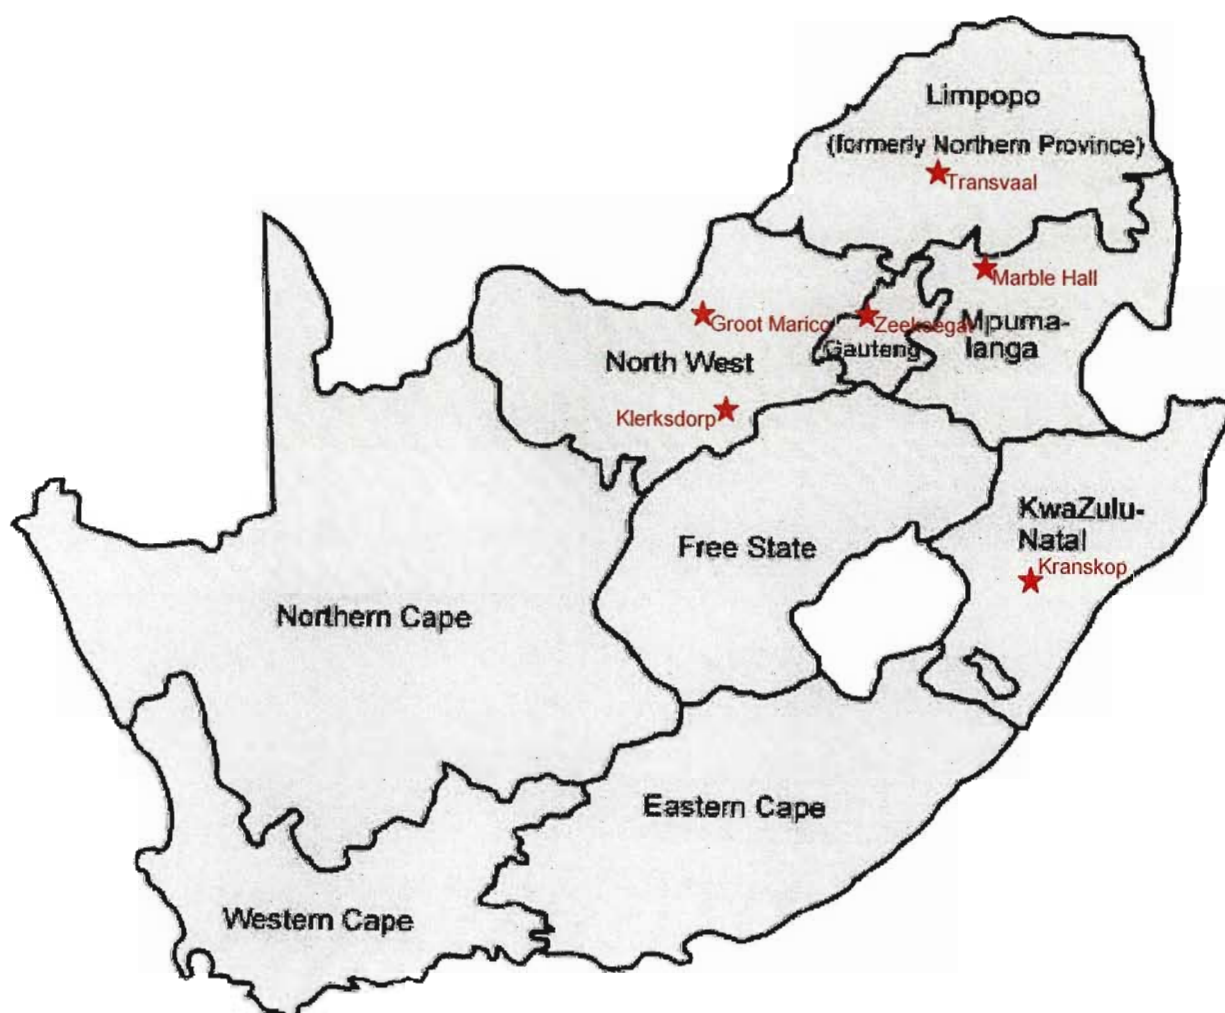 Limpopo
(formerly Northern Province)
Transvaal
Marble Hall
Groot Marico
Zeekoegat
Mpuma-
langa
Gauteng
North West
Klerksdorp
KwaZulu-
Natal
Kranskop
Free State
Northern Cape
Eastern Cape
Western Cape